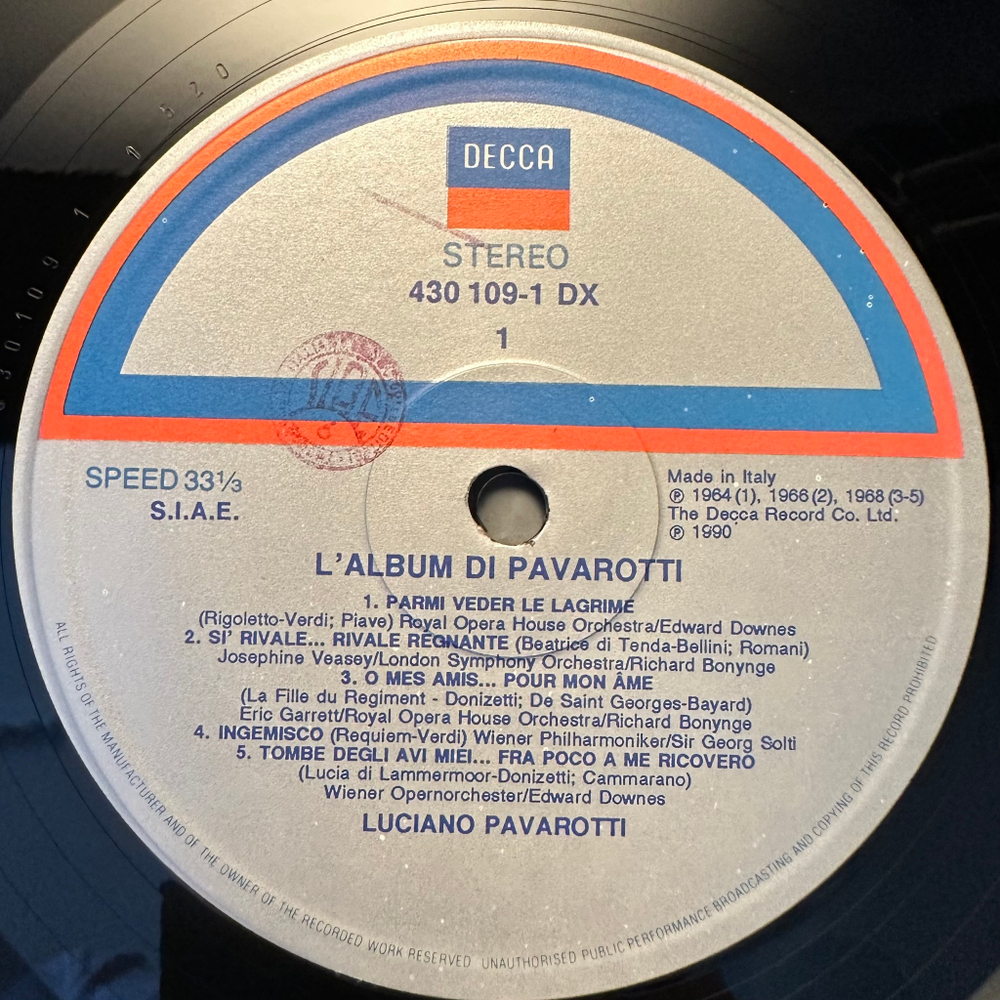 DECCA
STEREO
430 109-1 DX
1
SPEED 33⅓
S.I.A.E.
Made in Italy
℗ 1964 (1), 1966 (2), 1968 (3-5)
The Decca Record Co. Ltd.
℗ 1990
L'ALBUM DI PAVAROTTI
1. PARMI VEDER LE LAGRIME
(Rigoletto-Verdi; Piave) Royal Opera House Orchestra/Edward Downes
2. SI' RIVALE... RIVALE REGNANTE (Beatrice di Tenda-Bellini; Romani)
Josephine Veasey/London Symphony Orchestra/Richard Bonynge
3. O MES AMIS... POUR MON ÂME
(La Fille du Regiment - Donizetti; De Saint Georges-Bayard)
Eric Garrett/Royal Opera House Orchestra/Richard Bonynge
4. INGEMISCO (Requiem-Verdi) Wiener Philharmoniker/Sir Georg Solti
5. TOMBE DEGLI AVI MIEI... FRA POCO A ME RICOVERO
(Lucia di Lammermoor-Donizetti; Cammarano)
Wiener Opernorchester/Edward Downes
LUCIANO PAVAROTTI
ALL RIGHTS OF THE MANUFACTURER AND OF THE OWNER OF THE RECORDED WORK RESERVED UNAUTHORISED PUBLIC PERFORMANCE BROADCASTING AND COPYING OF THIS RECORD PROHIBITED